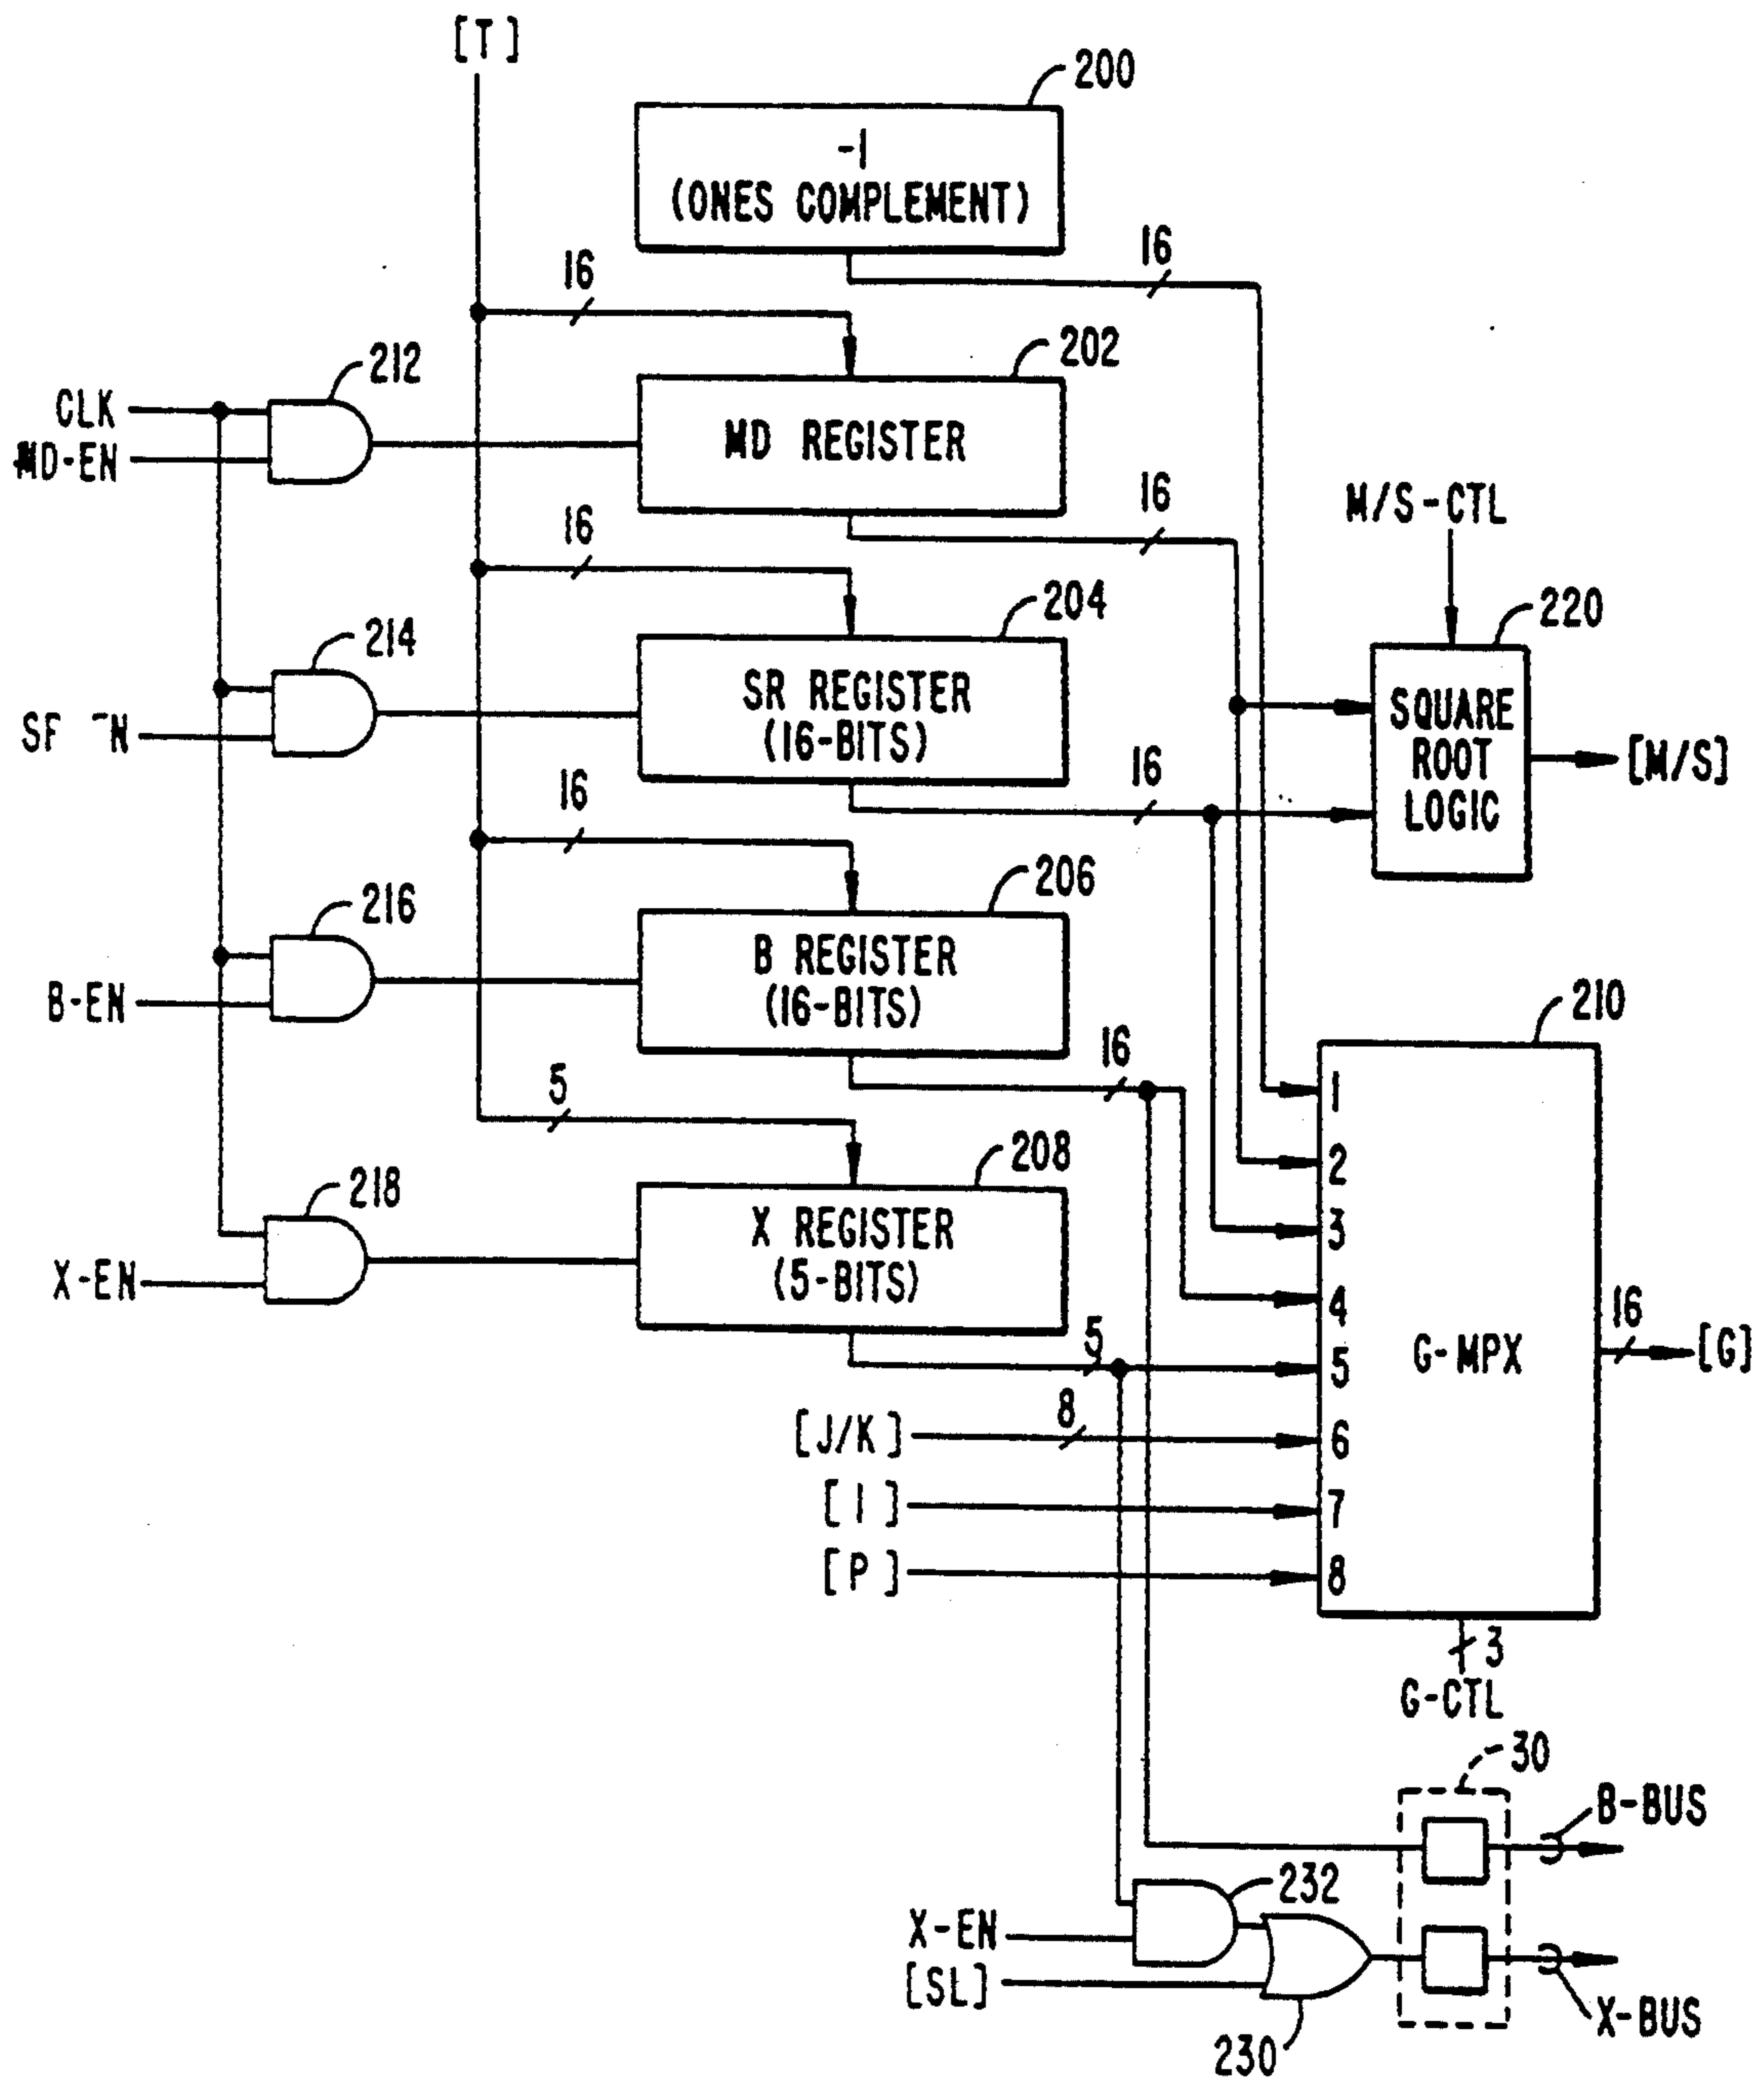 [T]
200
-1
(ONES COMPLEMENT)
16
16
202
212
CLK
MD-EN
MD REGISTER
16
16
M/S-CTL
204
220
214
SR REGISTER
(16-BITS)
SQUARE
ROOT
LOGIC
[M/S]
16
16
206
216
B REGISTER
(16-BITS)
B-EN
210
16
5
1
2
208
218
3
X REGISTER
(5-BITS)
X-EN
4
16
5
5
G-MPX
[G]
[J/K]
8
6
[I]
7
[P]
8
3
G-CTL
30
B-BUS
232
X-EN
[SL]
X-BUS
230